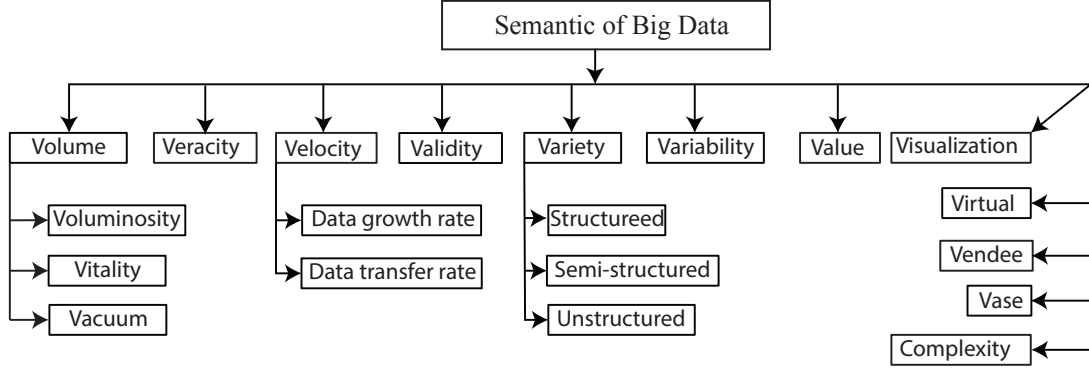 Semantic of Big Data
Volume
Veracity
Velocity
Validity
Variety
Variability
Value
Visualization
Voluminosity
Vitality
Vacuum
Data growth rate
Data transfer rate
Structureed
Semi-structured
Unstructured
Virtual
Vendee
Vase
Complexity